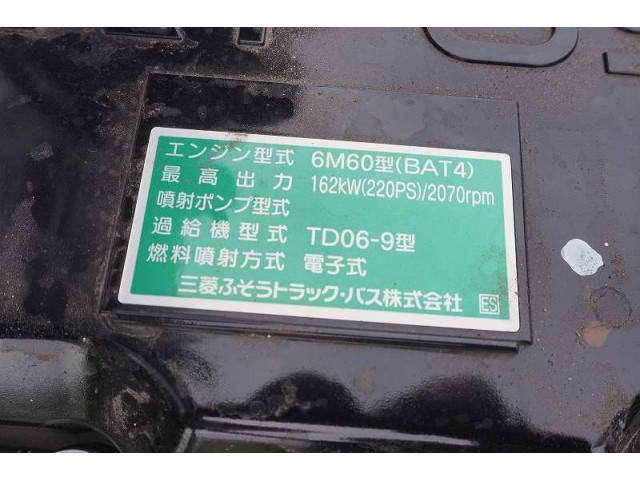 エンジン型式 6M60型(BAT4)
最高出力 162kW(220PS)/2070rpm
噴射ポンプ型式
過給機型式 TD06-9型
燃料噴射方式 電子式
三菱ふそうトラック・バス株式会社 ES